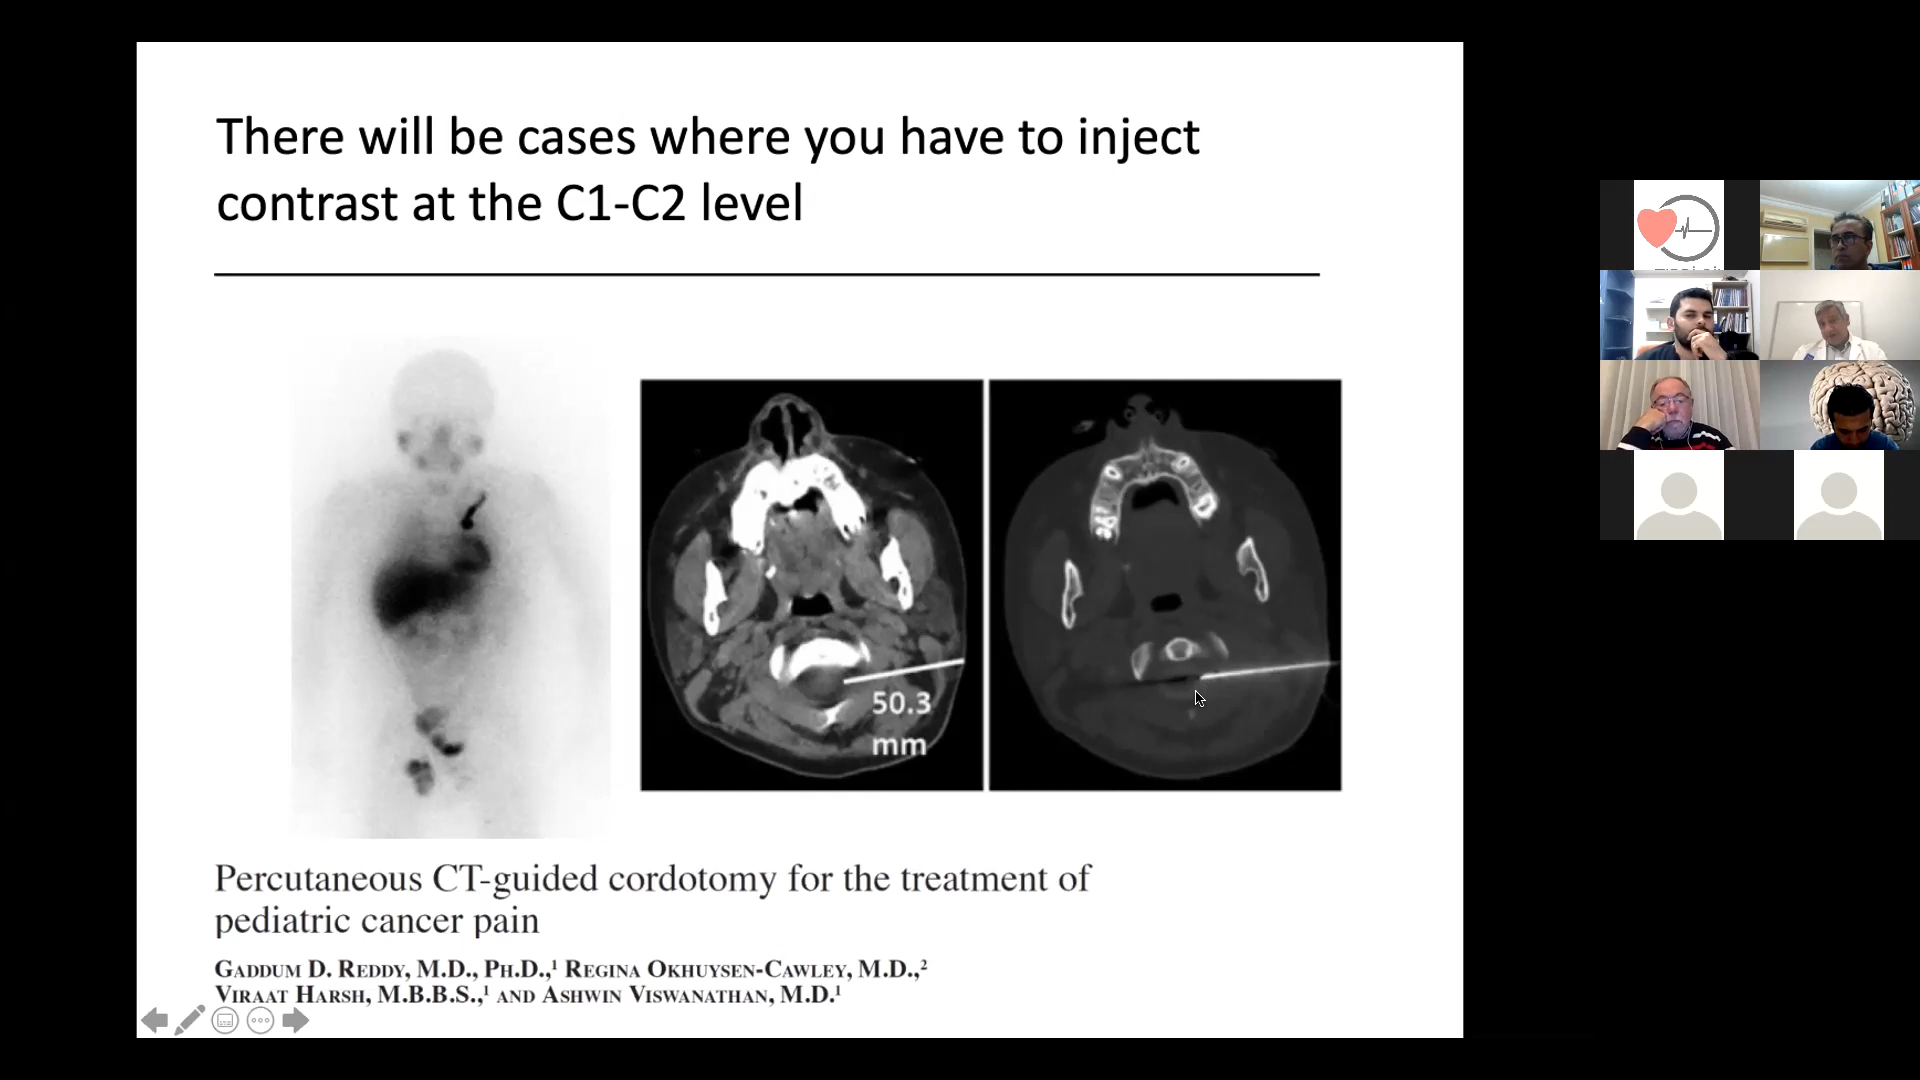 There will be cases where you have to inject
contrast at the C1-C2 level
50.3
mm
Percutaneous CT-guided cordotomy for the treatment of
pediatric cancer pain
Gaddum D. Reddy, M.D., Ph.D.,¹ Regina Okhuysen-Cawley, M.D.,²
Viraat Harsh, M.B.B.S.,¹ and Ashwin Viswanathan, M.D.¹